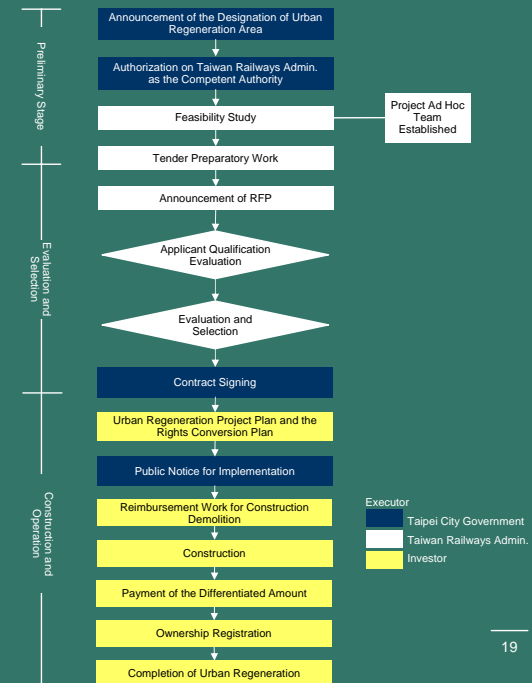 Announcement of the Designation of Urban
Regeneration Area
Authorization on Taiwan Railways Admin.
as the Competent Authority
Preliminary Stage
Feasibility Study
Project Ad Hoc
Team
Established
Tender Preparatory Work
Announcement of RFP
Applicant Qualification
Evaluation
Evaluation and
Selection
Evaluation and
Selection
Contract Signing
Urban Regeneration Project Plan and the
Rights Conversion Plan
Public Notice for Implementation
Construction and
Operation
Reimbursement Work for Construction
Demolition
Construction
Payment of the Differentiated Amount
Ownership Registration
Completion of Urban Regeneration
Executor
Taipei City Government
Taiwan Railways Admin.
Investor
19